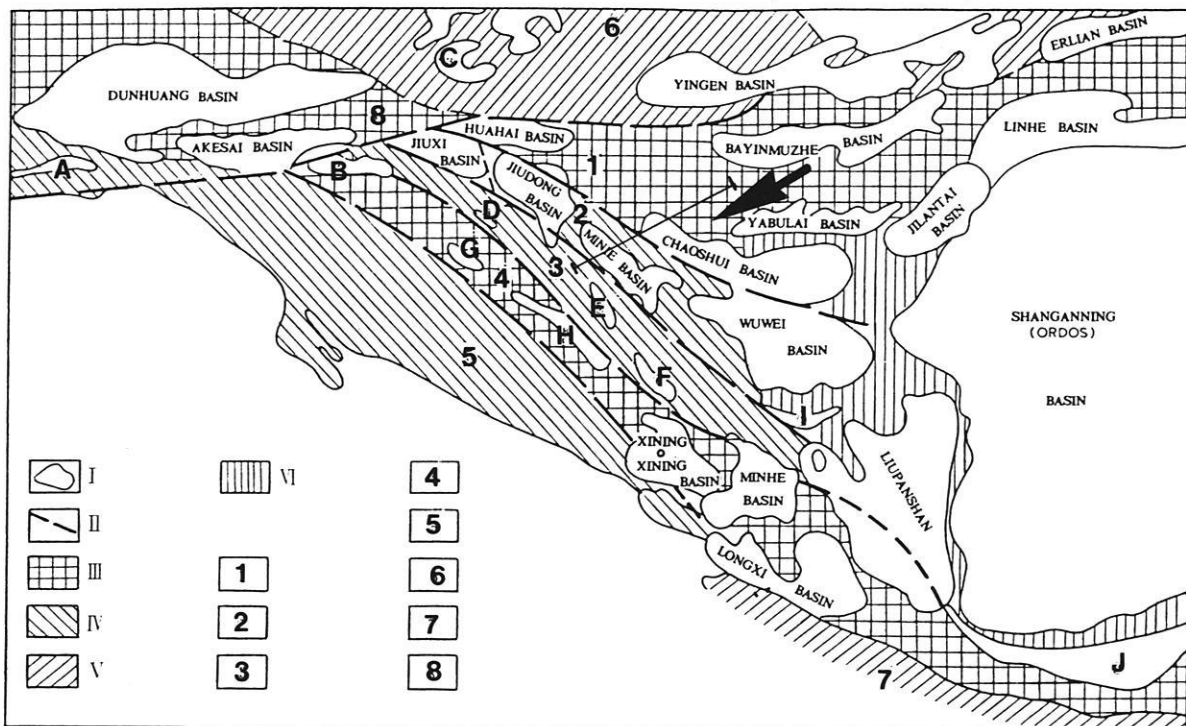 6
ERLIAN BASIN
C
YINGEN BASIN
DUNHUANG BASIN
8
HUAHAI BASIN
LINHE BASIN
AKESAI BASIN
JIUXI
BASIN
BAYINMUZHE BASIN
A
B
1
JIUDONG
BASIN
JILANTAI
BASIN
D
2
YABULAI BASIN
G
3
MINLE BASIN
CHAOSHUI BASIN
4
E
SHANGANNING
(ORDOS)
BASIN
H
WUWEI
BASIN
5
F
I
XINING
XINING
BASIN
MINHE
BASIN
LIUPANSHAN
LONGXI BASIN
J
7
I
VI
4
II
5
III
1
6
IV
2
7
V
3
8